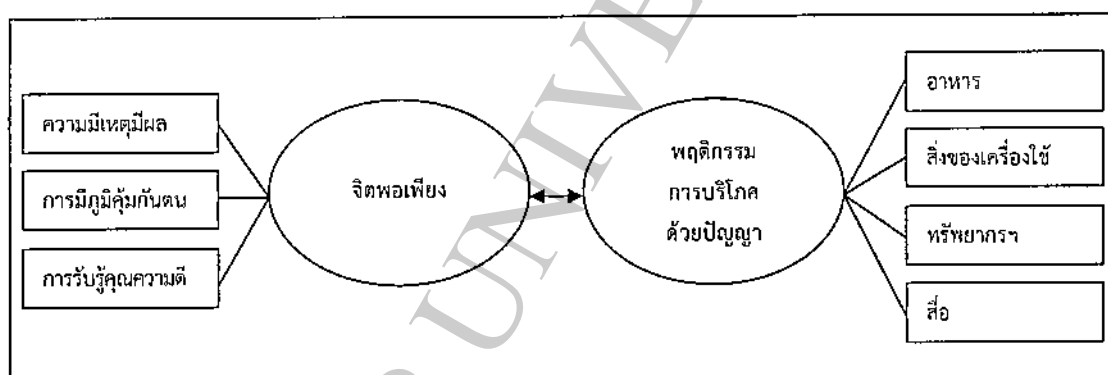 ความมีเหตุมีผล
การมีภูมิคุ้มกันตน
การรับรู้คุณความดี
จิตพอเพียง
พฤติกรรม
การบริโภค
ด้วยปัญญา
อาหาร
สิ่งของเครื่องใช้
ทรัพยากรฯ
สื่อ